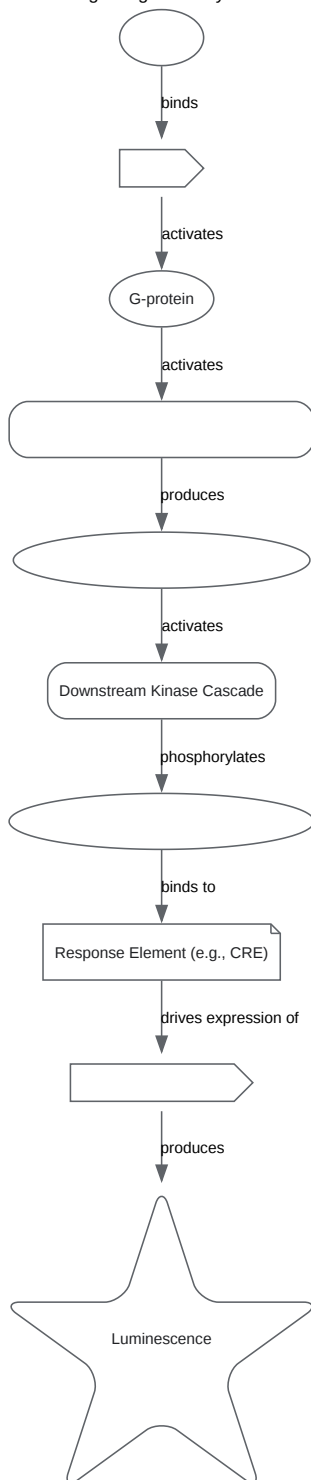 binds
activates
G-protein
activates
produces
activates
Downstream Kinase Cascade
phosphorylates
binds to
Response Element (e.g., CRE)
drives expression of
produces
Luminescence